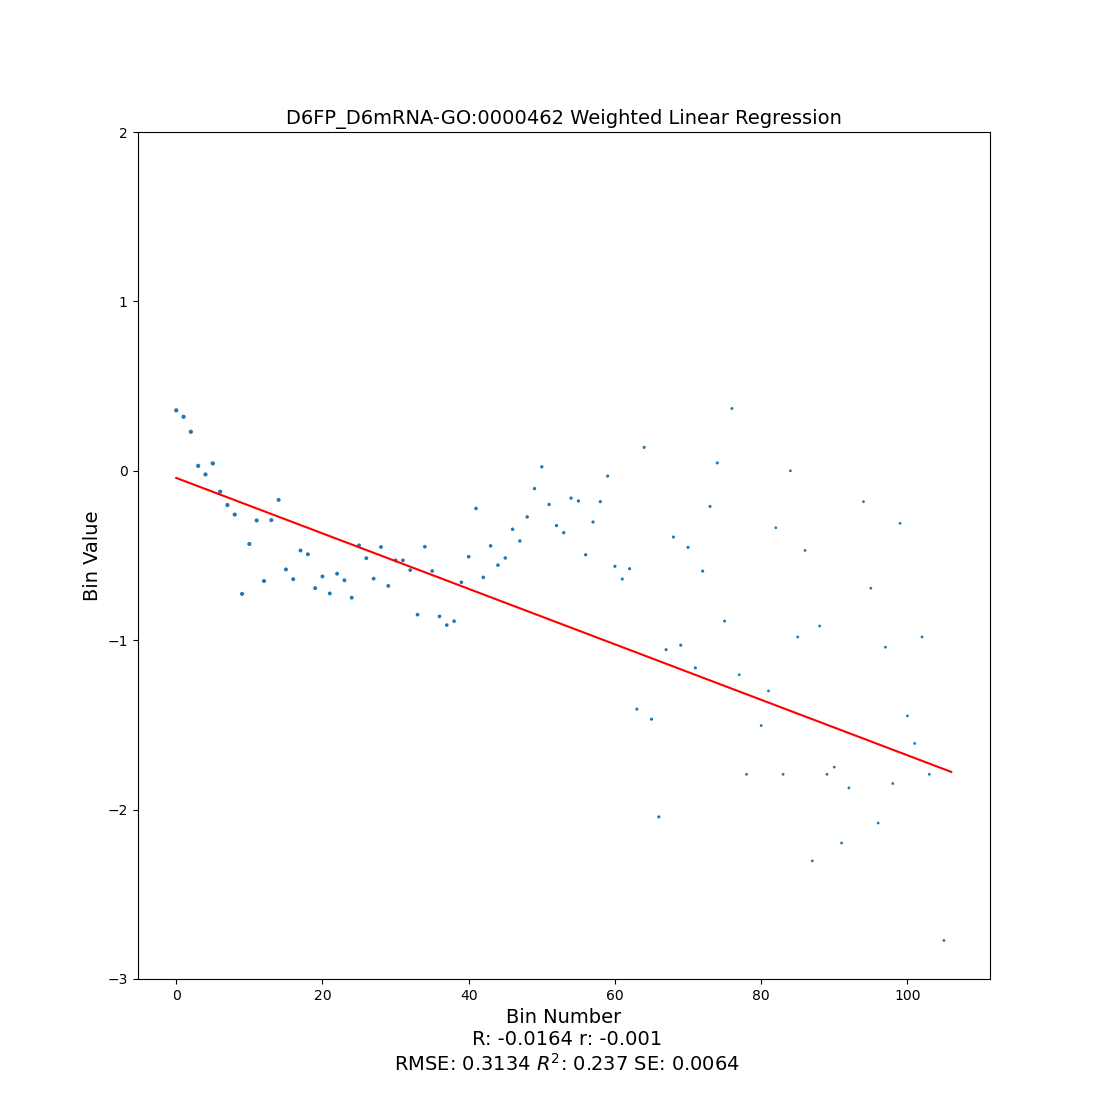 D6FP_D6mRNA-GO:0000462 Weighted Linear Regression
2
1
0
−1
−2
−3
Bin Value
0 20 40 60 80 100
Bin Number
R: -0.0164 r: -0.001
RMSE: 0.3134 R²: 0.237 SE: 0.0064